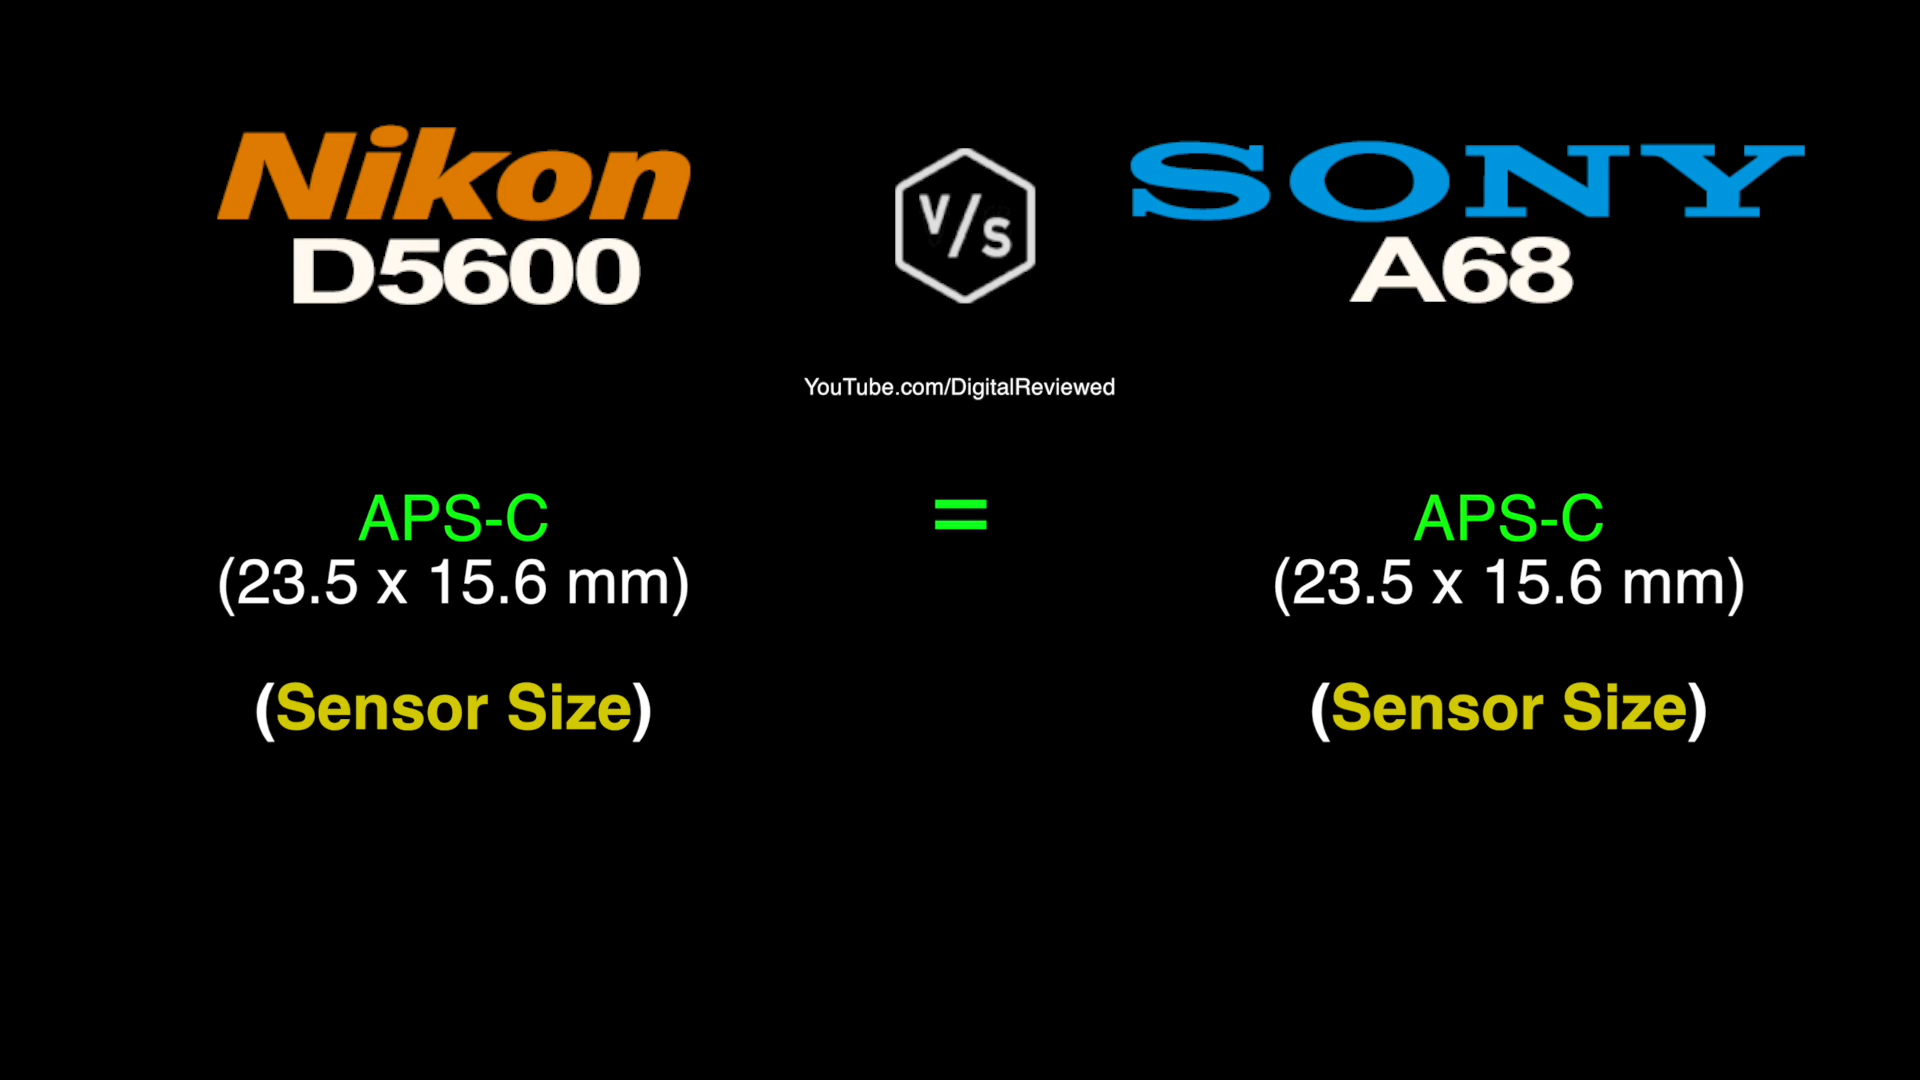 Nikon
D5600
V/S
SONY
A68
YouTube.com/DigitalReviewed
APS-C
=
APS-C
(23.5 x 15.6 mm)
(23.5 x 15.6 mm)
(Sensor Size)
(Sensor Size)